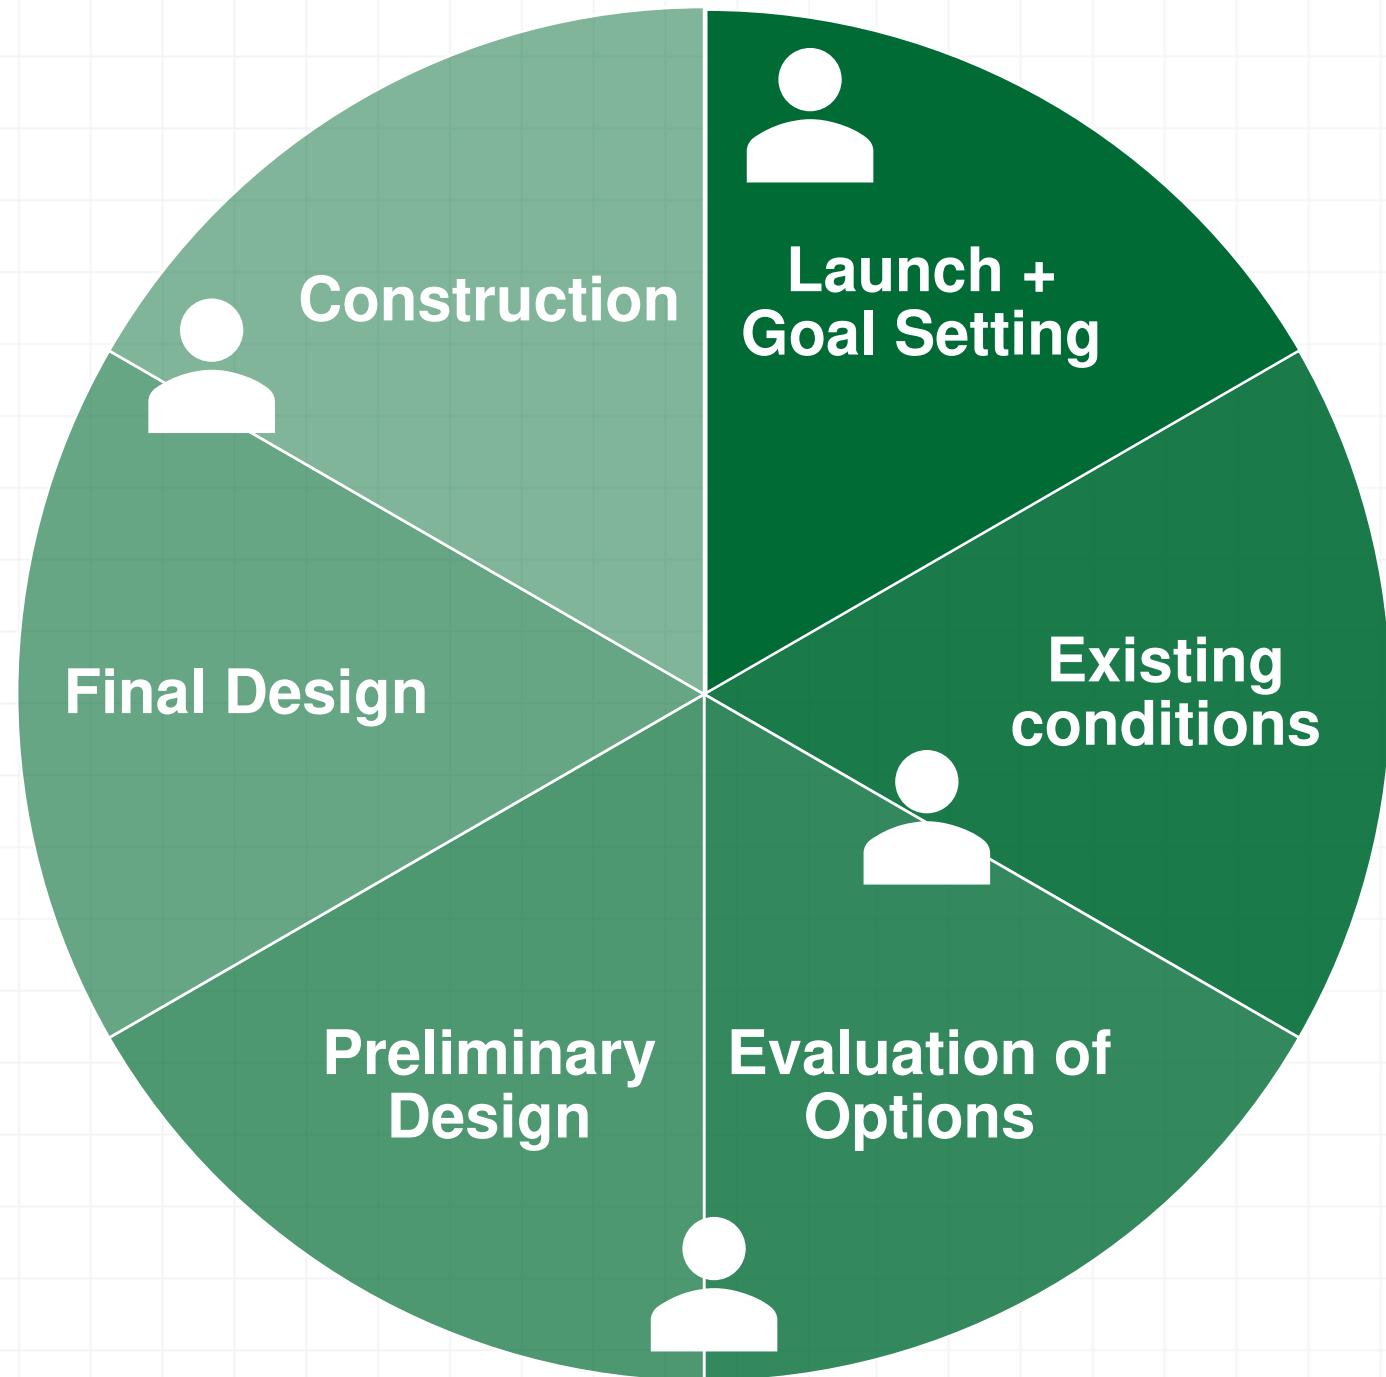 Launch +
Goal Setting
Existing
conditions
Evaluation of
Options
Preliminary
Design
Final Design
Construction